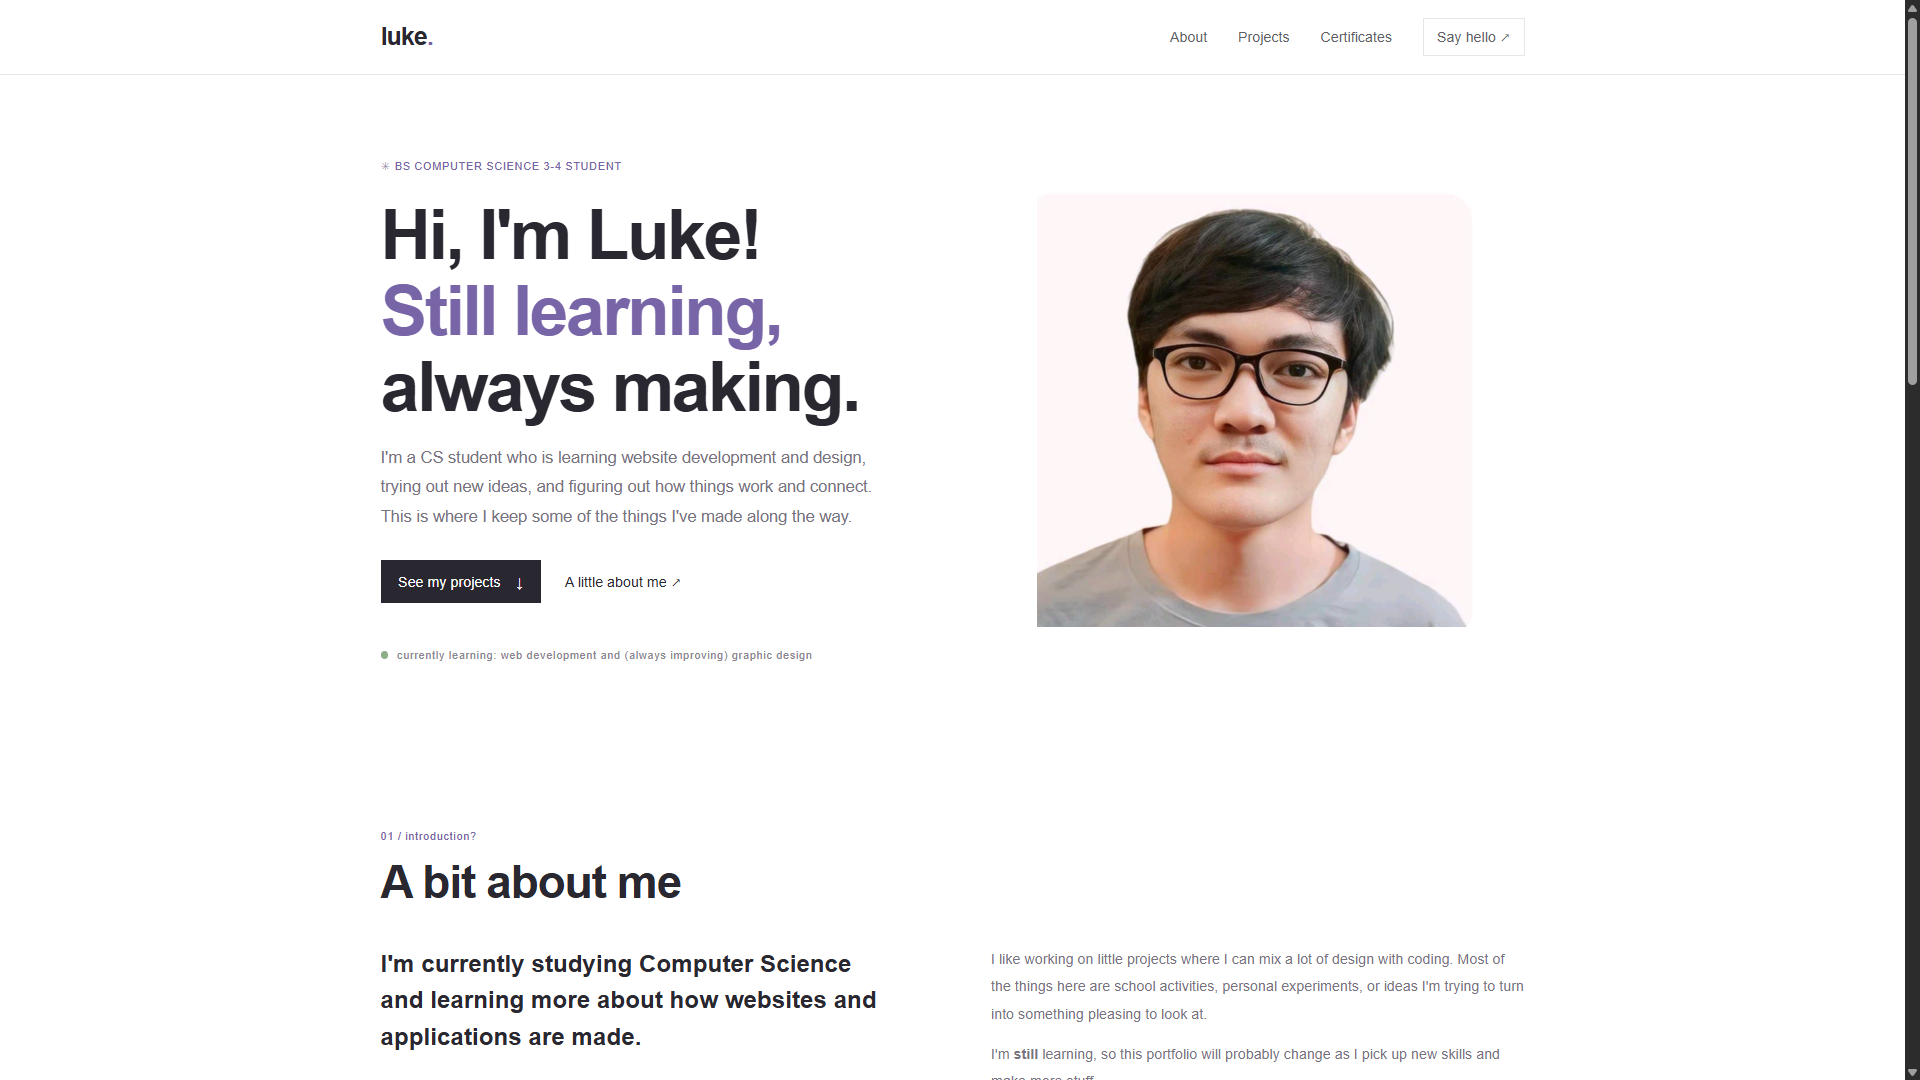 luke.
About Projects Certificates Say hello ↗
✳ BS COMPUTER SCIENCE 3-4 STUDENT
Hi, I'm Luke!
Still learning,
always making.
I'm a CS student who is learning website development and design,
trying out new ideas, and figuring out how things work and connect.
This is where I keep some of the things I've made along the way.
See my projects ↓ A little about me ↗
currently learning: web development and (always improving) graphic design
01 / introduction?
A bit about me
I'm currently studying Computer Science
and learning more about how websites and
applications are made.
I like working on little projects where I can mix a lot of design with coding. Most of
the things here are school activities, personal experiments, or ideas I'm trying to turn
into something pleasing to look at.
I'm still learning, so this portfolio will probably change as I pick up new skills and
make more stuff